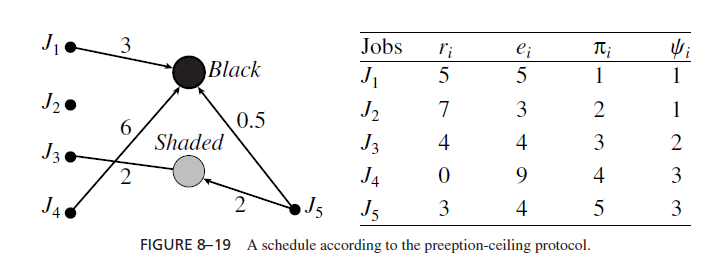 J1 3 Black
J2
6 0.5
Shaded
J3 2
J4 2 J5
Jobs ri ei πi ψi
J1 5 5 1 1
J2 7 3 2 1
J3 4 4 3 2
J4 0 9 4 3
J5 3 4 5 3
FIGURE 8–19 A schedule according to the preeption-ceiling protocol.